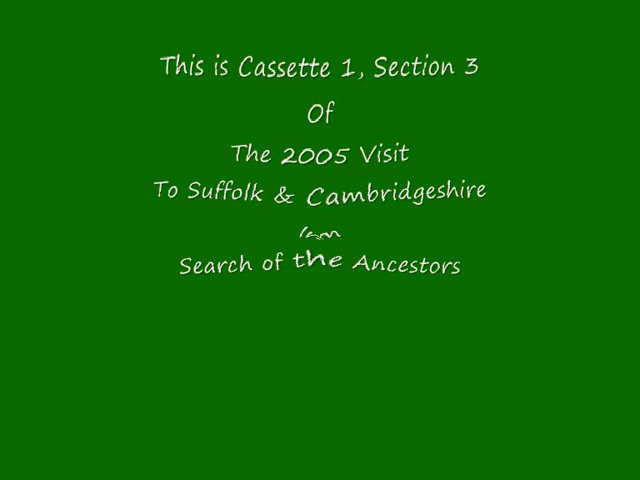 This is Cassette 1, Section 3
Of
The 2005 Visit
To Suffolk & Cambridgeshire
Search of the Ancestors